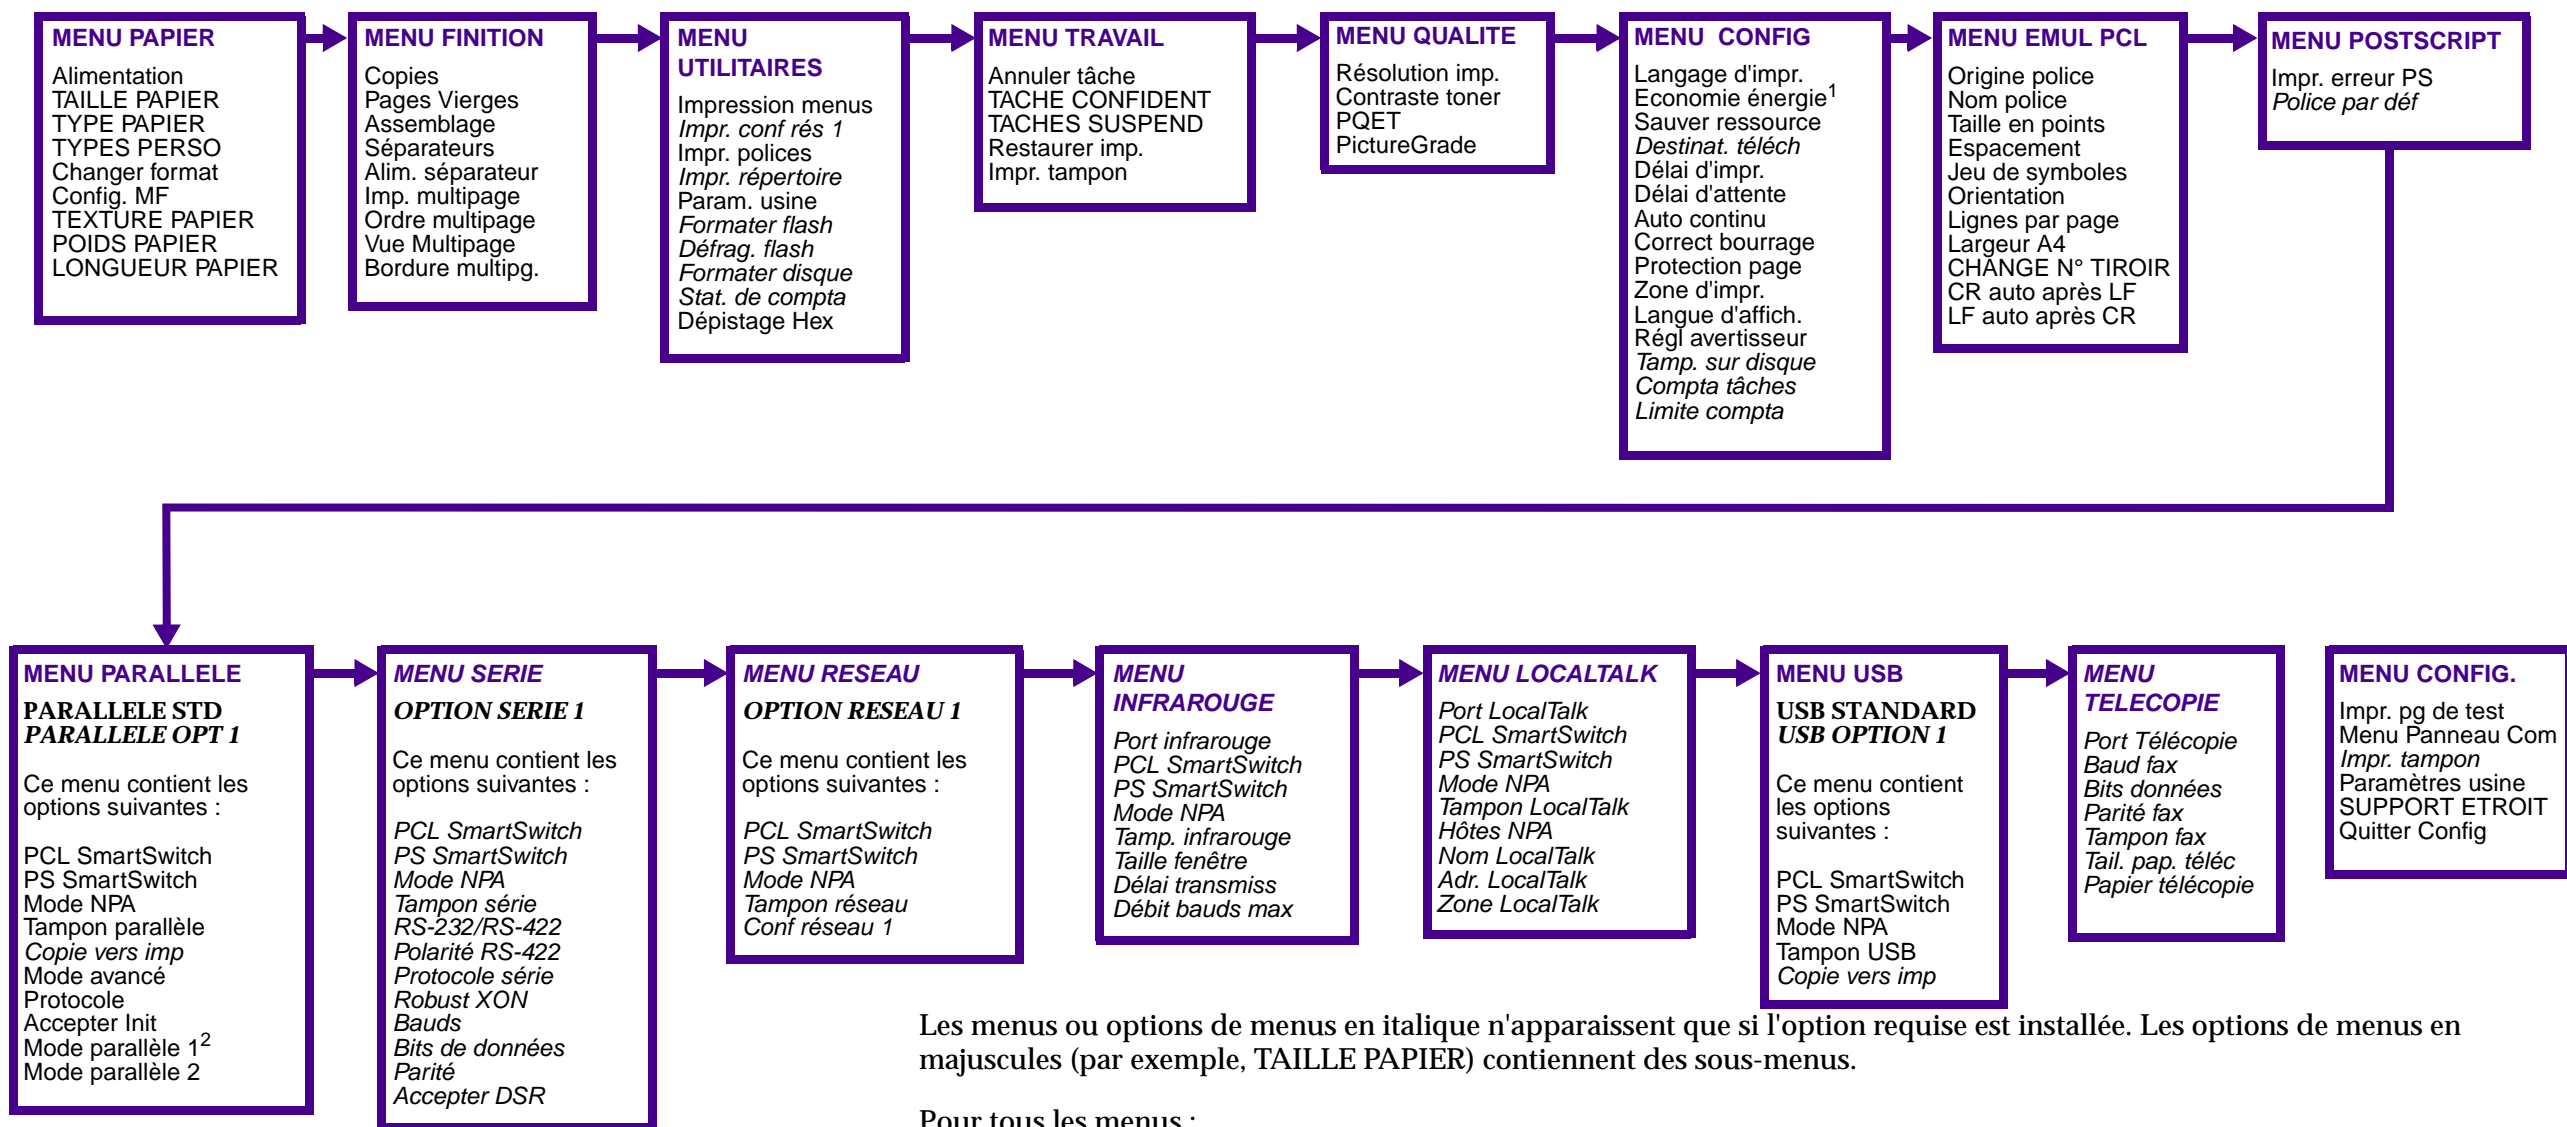 MENU PAPIER
Alimentation
TAILLE PAPIER
TYPE PAPIER
TYPES PERSO
Changer format
Config. MF
TEXTURE PAPIER
POIDS PAPIER
LONGUEUR PAPIER
MENU FINITION
Copies
Pages Vierges
Assemblage
Séparateurs
Alim. séparateur
Imp. multipage
Ordre multipage
Vue Multipage
Bordure multipg.
MENU
UTILITAIRES
Impression menus
Impr. conf rés 1
Impr. polices
Impr. répertoire
Param. usine
Formater flash
Défrag. flash
Formater disque
Stat. de compta
Dépistage Hex
MENU TRAVAIL
Annuler tâche
TACHE CONFIDENT
TACHES SUSPEND
Restaurer imp.
Impr. tampon
MENU QUALITE
Résolution imp.
Contraste toner
PQET
PictureGrade
MENU CONFIG
Langage d'impr.
Economie énergie1
Sauver ressource
Destinat. téléch
Délai d'impr.
Délai d'attente
Auto continu
Correct bourrage
Protection page
Zone d'impr.
Langue d'affich.
Régl avertisseur
Tamp. sur disque
Compta tâches
Limite compta
MENU EMUL PCL
Origine police
Nom police
Taille en points
Espacement
Jeu de symboles
Orientation
Lignes par page
Largeur A4
CHANGE N° TIROIR
CR auto après LF
LF auto après CR
MENU POSTSCRIPT
Impr. erreur PS
Police par déf
MENU PARALLELE
PARALLELE STD
PARALLELE OPT 1
Ce menu contient les
options suivantes :
PCL SmartSwitch
PS SmartSwitch
Mode NPA
Tampon parallèle
Copie vers imp
Mode avancé
Protocole
Accepter Init
Mode parallèle 12
Mode parallèle 2
MENU SERIE
OPTION SERIE 1
Ce menu contient les
options suivantes :
PCL SmartSwitch
PS SmartSwitch
Mode NPA
Tampon série
RS-232/RS-422
Polarité RS-422
Protocole série
Robust XON
Bauds
Bits de données
Parité
Accepter DSR
MENU RESEAU
OPTION RESEAU 1
Ce menu contient les
options suivantes :
PCL SmartSwitch
PS SmartSwitch
Mode NPA
Tampon réseau
Conf réseau 1
MENU
INFRAROUGE
Port infrarouge
PCL SmartSwitch
PS SmartSwitch
Mode NPA
Tamp. infrarouge
Taille fenêtre
Délai transmiss
Débit bauds max
MENU LOCALTALK
Port LocalTalk
PCL SmartSwitch
PS SmartSwitch
Mode NPA
Tampon LocalTalk
Hôtes NPA
Nom LocalTalk
Adr. LocalTalk
Zone LocalTalk
MENU USB
USB STANDARD
USB OPTION 1
Ce menu contient
les options
suivantes :
PCL SmartSwitch
PS SmartSwitch
Mode NPA
Tampon USB
Copie vers imp
MENU
TELECOPIE
Port Télécopie
Baud fax
Bits données
Parité fax
Tampon fax
Tail. pap. téléc
Papier télécopie
MENU CONFIG.
Impr. pg de test
Menu Panneau Com
Impr. tampon
Paramètres usine
SUPPORT ETROIT
Quitter Config
Les menus ou options de menus en italique n'apparaissent que si l'option requise est installée. Les options de menus en
majuscules (par exemple, TAILLE PAPIER) contiennent des sous-menus.
Pour tous les menus :